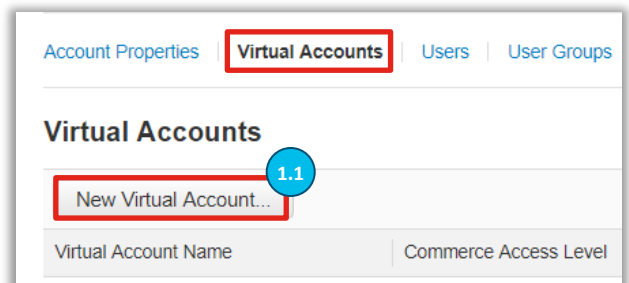 Account Properties Virtual Accounts Users User Groups
Virtual Accounts
1.1
New Virtual Account...
Virtual Account Name Commerce Access Level